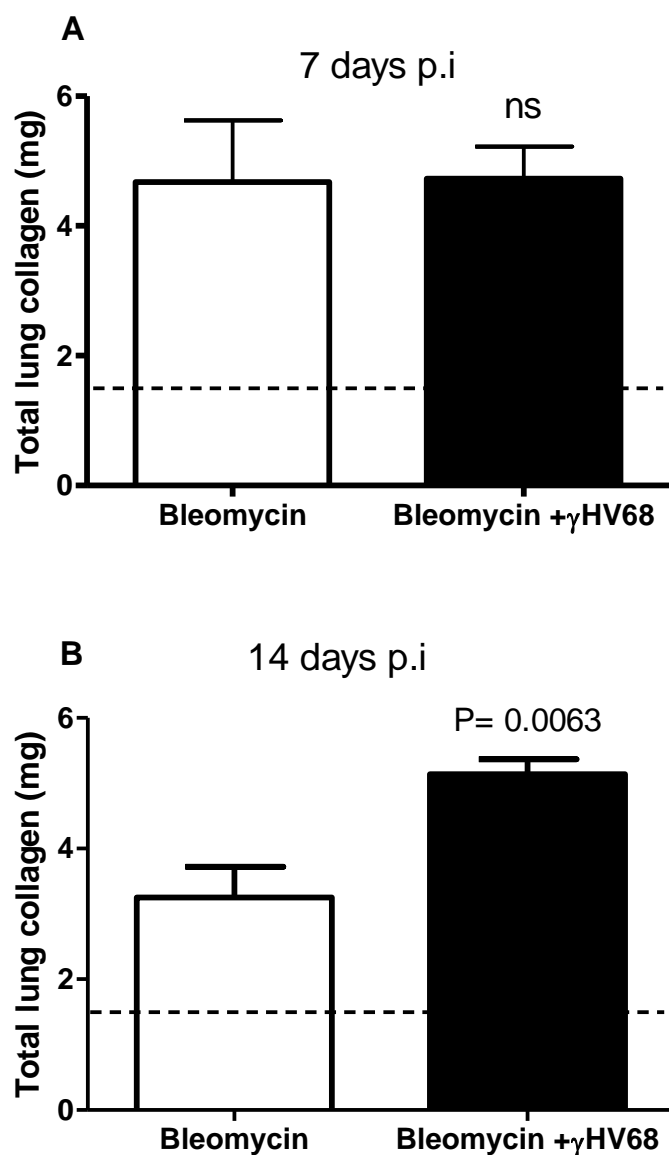 A
7 days p.i
Total lung collagen (mg)
6
4
2
0
ns
Bleomycin
Bleomycin +γHV68
B
14 days p.i
Total lung collagen (mg)
6
4
2
0
P= 0.0063
Bleomycin
Bleomycin +γHV68